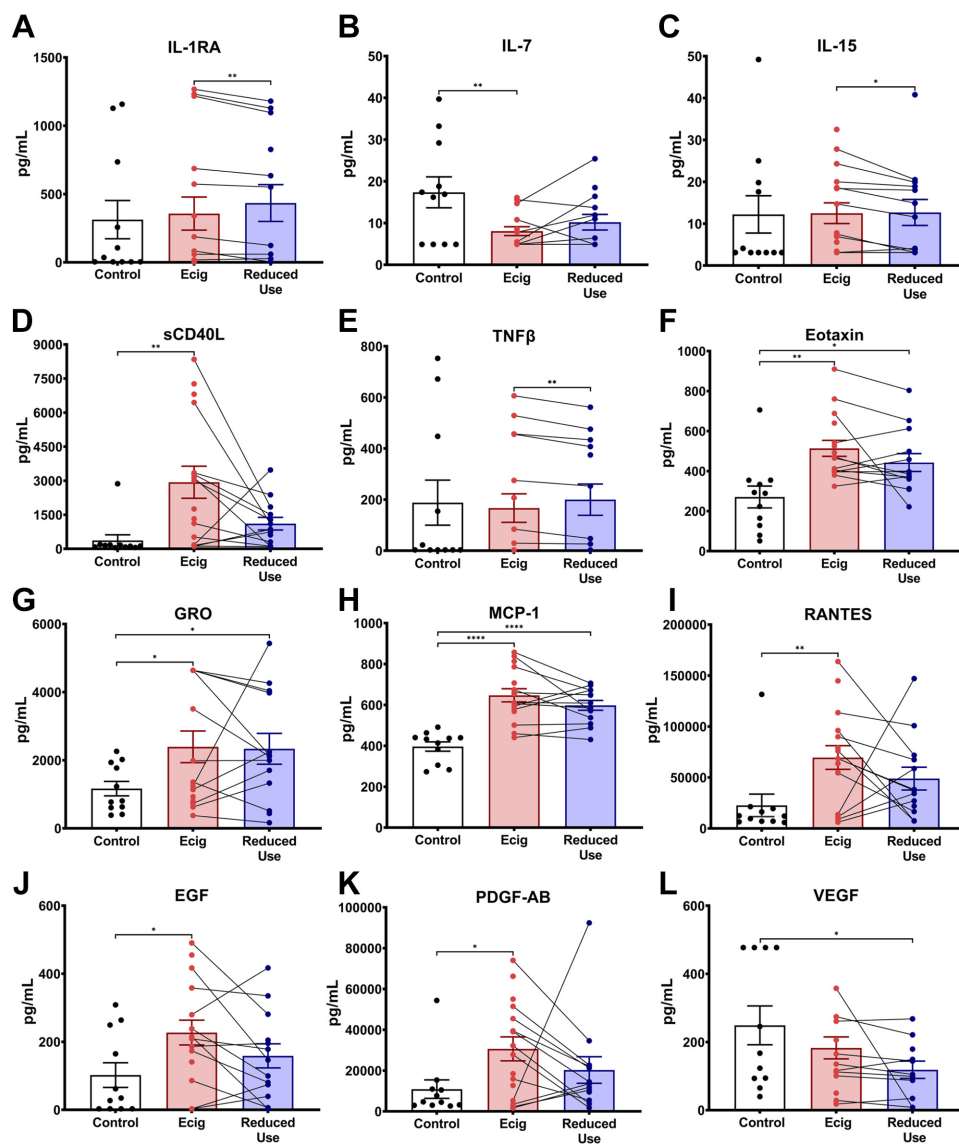 A
IL-1RA
pg/mL
1500
1000
500
0
**
Control
Ecig
Reduced
Use
B
IL-7
pg/mL
50
40
30
20
10
0
**
Control
Ecig
Reduced
Use
C
IL-15
pg/mL
50
40
30
20
10
0
*
Control
Ecig
Reduced
Use
D
sCD40L
pg/mL
9000
7500
6000
4500
3000
1500
0
**
Control
Ecig
Reduced
Use
E
TNFβ
pg/mL
800
600
400
200
0
**
Control
Ecig
Reduced
Use
F
Eotaxin
pg/mL
1000
800
600
400
200
0
*
**
Control
Ecig
Reduced
Use
G
GRO
pg/mL
6000
4000
2000
0
*
*
Control
Ecig
Reduced
Use
H
MCP-1
pg/mL
1000
800
600
400
200
0
****
****
Control
Ecig
Reduced
Use
I
RANTES
pg/mL
200000
150000
100000
50000
0
**
Control
Ecig
Reduced
Use
J
EGF
pg/mL
600
400
200
0
*
Control
Ecig
Reduced
Use
K
PDGF-AB
pg/mL
100000
80000
60000
40000
20000
0
*
Control
Ecig
Reduced
Use
L
VEGF
pg/mL
600
400
200
0
*
Control
Ecig
Reduced
Use